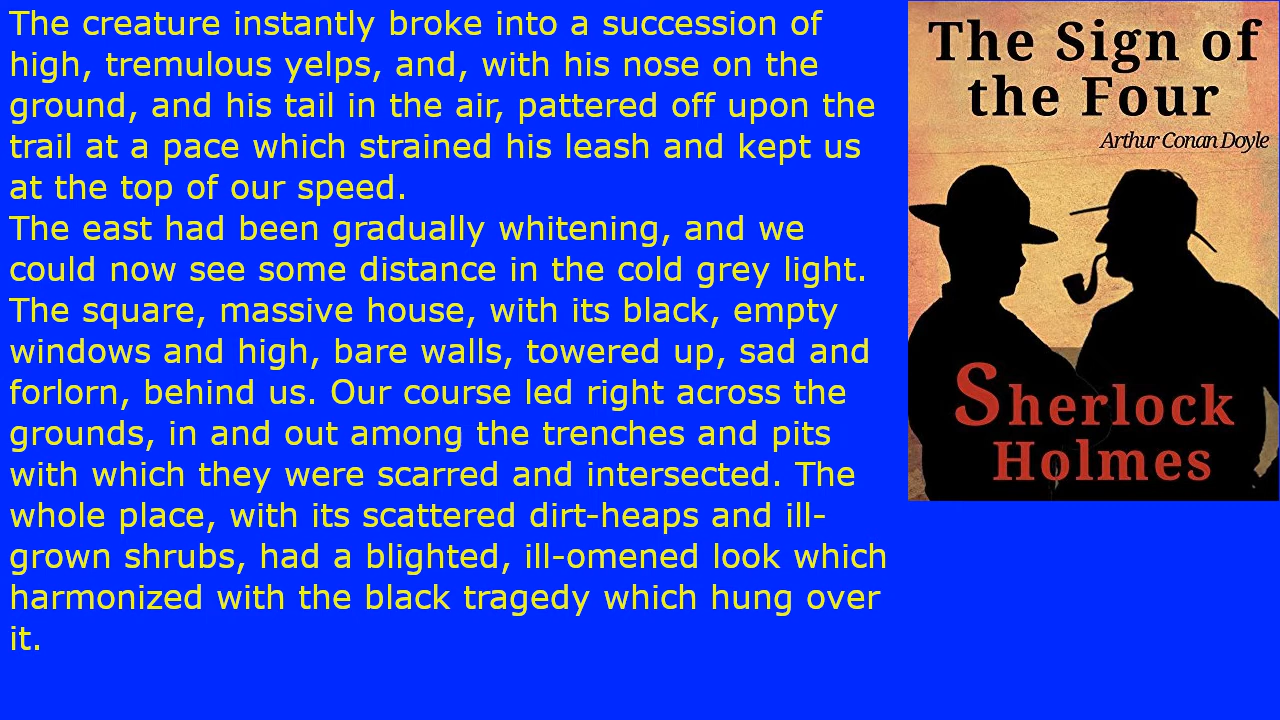 The creature instantly broke into a succession of
high, tremulous yelps, and, with his nose on the
ground, and his tail in the air, pattered off upon the
trail at a pace which strained his leash and kept us
at the top of our speed.
The east had been gradually whitening, and we
could now see some distance in the cold grey light.
The square, massive house, with its black, empty
windows and high, bare walls, towered up, sad and
forlorn, behind us. Our course led right across the
grounds, in and out among the trenches and pits
with which they were scarred and intersected. The
whole place, with its scattered dirt-heaps and ill-
grown shrubs, had a blighted, ill-omened look which
harmonized with the black tragedy which hung over
it.
The Sign of
the Four
Arthur Conan Doyle
Sherlock
Holmes